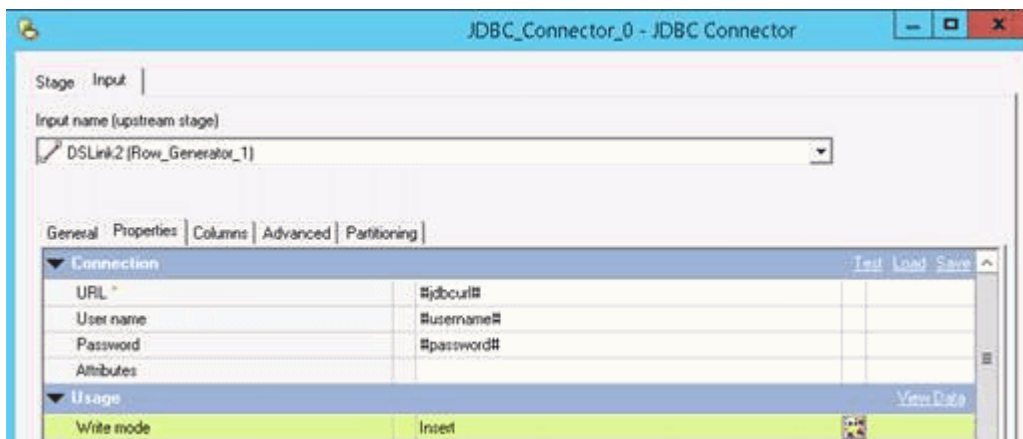 JDBC_Connector_0 - JDBC Connector
Stage Input
Input name (upstream stage)
DSLink2 (Row_Generator_1)
General Properties Columns Advanced Partitioning
Connection Test Load Save
URL * #jdbcurl#
User name #username#
Password #password#
Attributes
Usage View Data
Write mode Insert